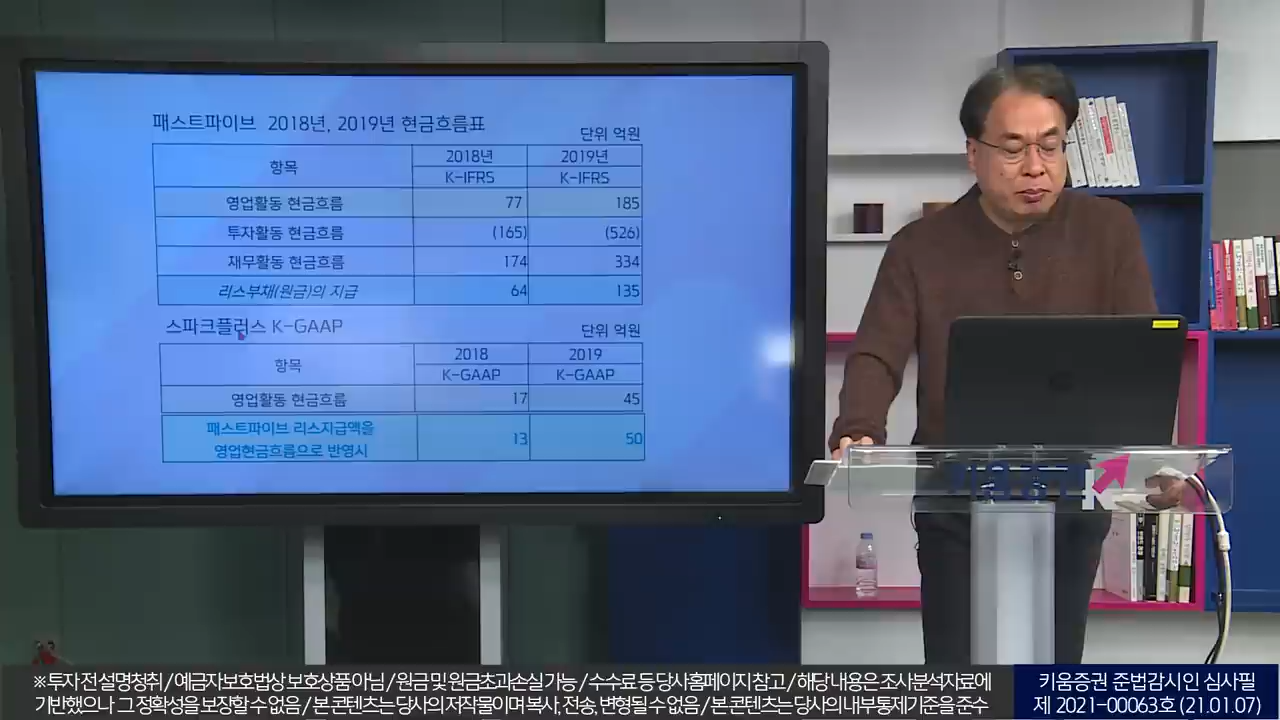 패스트파이브 2018년, 2019년 현금흐름표
단위 억원
항목 2018년 2019년
K-IFRS K-IFRS
영업활동 현금흐름 77 185
투자활동 현금흐름 (165) (526)
재무활동 현금흐름 174 334
리스부채(원금)의 지급 64 135
스파크플러스 K-GAAP
단위 억원
항목 2018 2019
K-GAAP K-GAAP
영업활동 현금흐름 17 45
패스트파이브 리스지급액을
영업현금흐름으로 반영시 13 50
키움증권
※ 투자 전 설명청취 / 예금자보호법상 보호상품 아님 / 원금 및 원금초과손실 가능 / 수수료 등 당사홈페이지 참고 / 해당 내용은 조사분석자료에
기반했으나 그 정확성을 보장할 수 없음 / 본 콘텐츠는 당사의 저작물이며 복사, 전송, 변형될 수 없음 / 본 콘텐츠는 당사의 내부통제기준을 준수
키움증권 준법감시인 심사필
제 2021-00063호 (21.01.07)